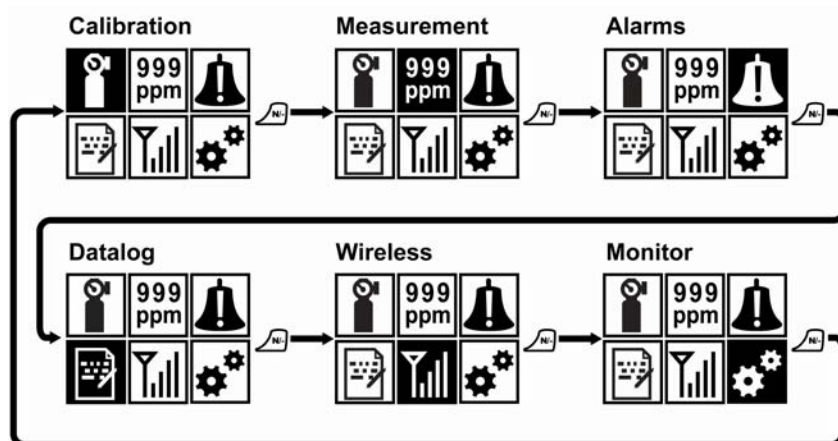 Calibration
Measurement
Alarms
999
ppm
999
ppm
999
ppm
N/-
N/-
N/-
Datalog
Wireless
Monitor
999
ppm
999
ppm
999
ppm
N/-
N/-
N/-